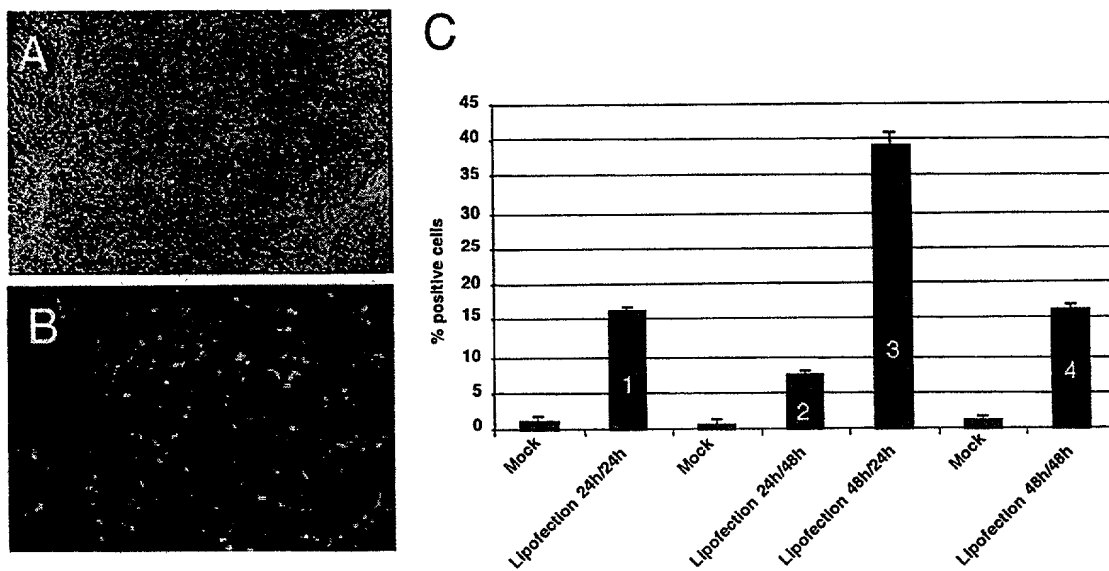 A
B
C
% positive cells
45
40
35
30
25
20
15
10
5
0
1
2
3
4
Mock
Lipofection 24h/24h
Mock
Lipofection 24h/48h
Lipofection 48h/24h
Mock
Lipofection 48h/48h